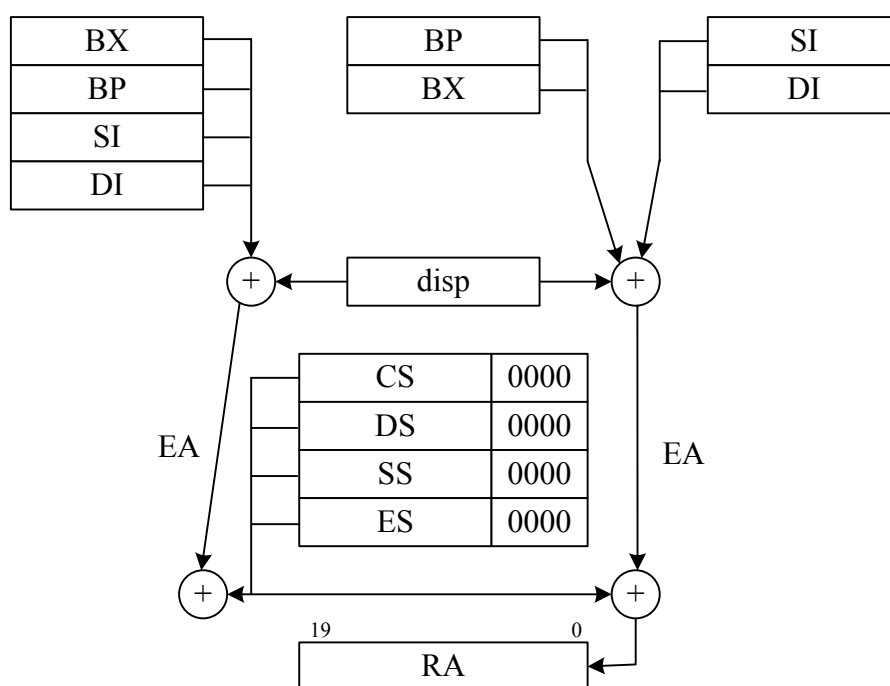 BX
BP
SI
DI
BP
BX
SI
DI
+
disp
+
CS 0000
DS 0000
SS 0000
ES 0000
EA
EA
+
+
19 0
RA